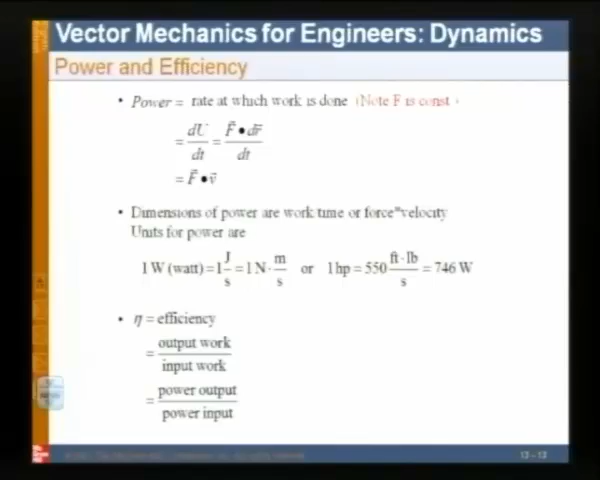 Vector Mechanics for Engineers: Dynamics
Power and Efficiency
• Power = rate at which work is done (Note F is const.)
= dU/dt = F⃗ • dr⃗/dt
= F⃗ • v⃗
• Dimensions of power are work/time or force*velocity
Units for power are
1 W (watt) = 1 J/s = 1 N · m/s or 1 hp = 550 ft · lb/s = 746 W
• η = efficiency
= output work/input work
= power output/power input
13 - 13